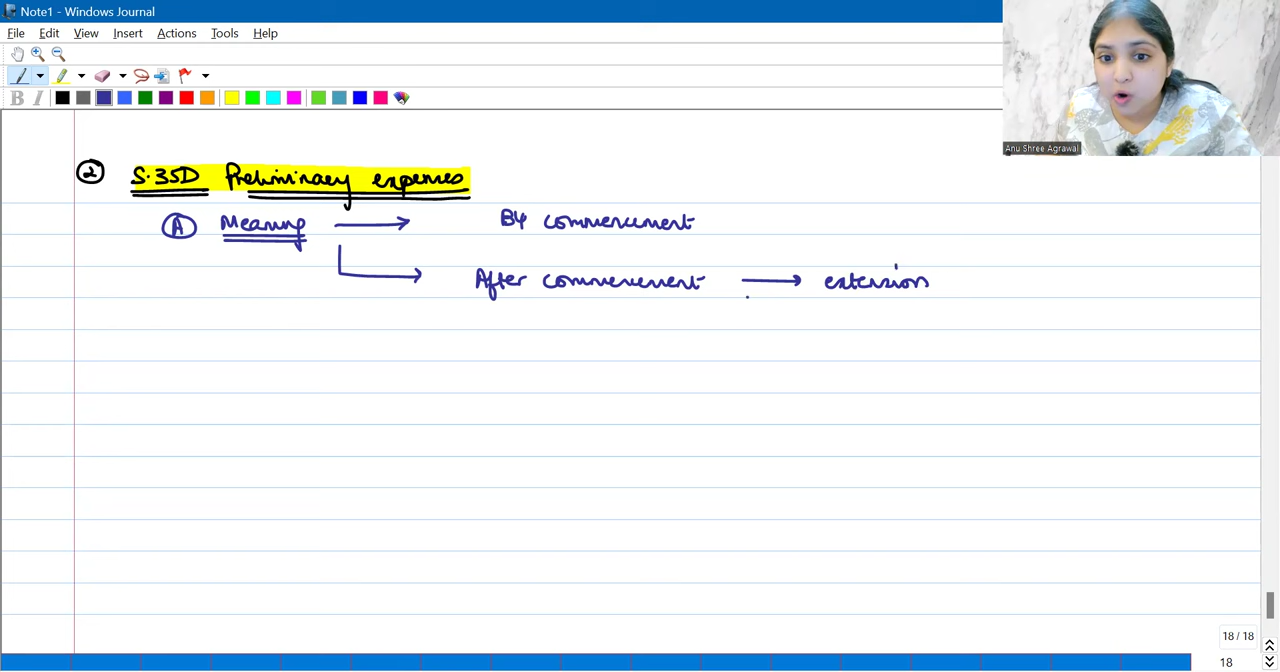 Note1 - Windows Journal
File Edit View Insert Actions Tools Help
B I
Anu Shree Agrawal
2 S.35D Preliminary expenses
A Meaning → B4 commencement
After commencement → extension
18 / 18
18